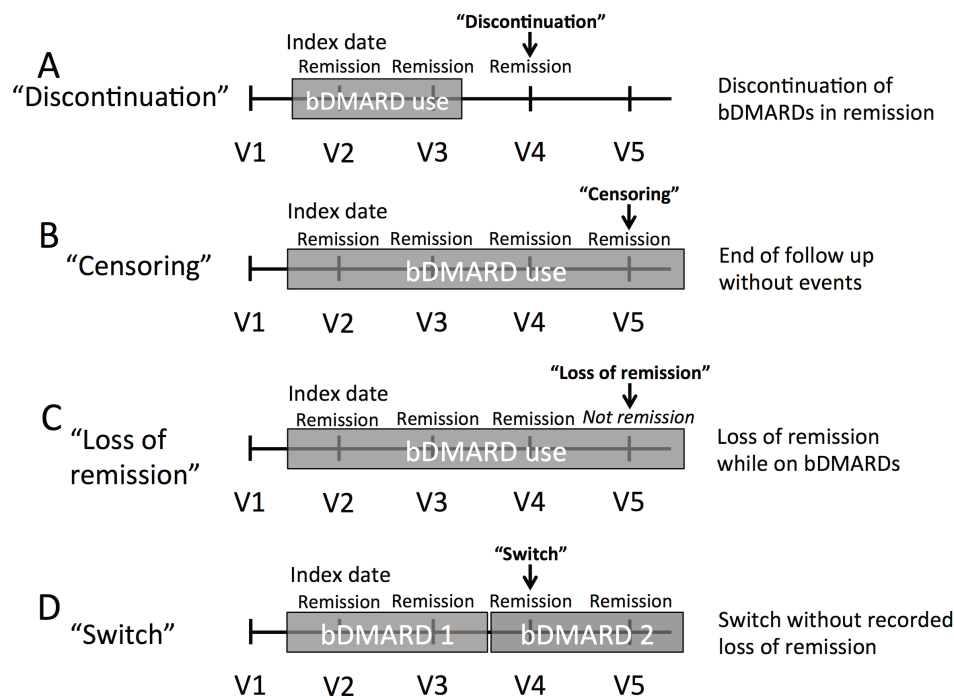 A
“Discontinuation”
“Discontinuation”
Index date
Remission Remission Remission
bDMARD use
V1 V2 V3 V4 V5
Discontinuation of
bDMARDs in remission
B
“Censoring”
“Censoring”
Index date
Remission Remission Remission Remission
bDMARD use
V1 V2 V3 V4 V5
End of follow up
without events
C
“Loss of
remission”
“Loss of remission”
Index date
Remission Remission Remission Not remission
bDMARD use
V1 V2 V3 V4 V5
Loss of remission
while on bDMARDs
D
“Switch”
“Switch”
Index date
Remission Remission Remission Remission
bDMARD 1 bDMARD 2
V1 V2 V3 V4 V5
Switch without recorded
loss of remission